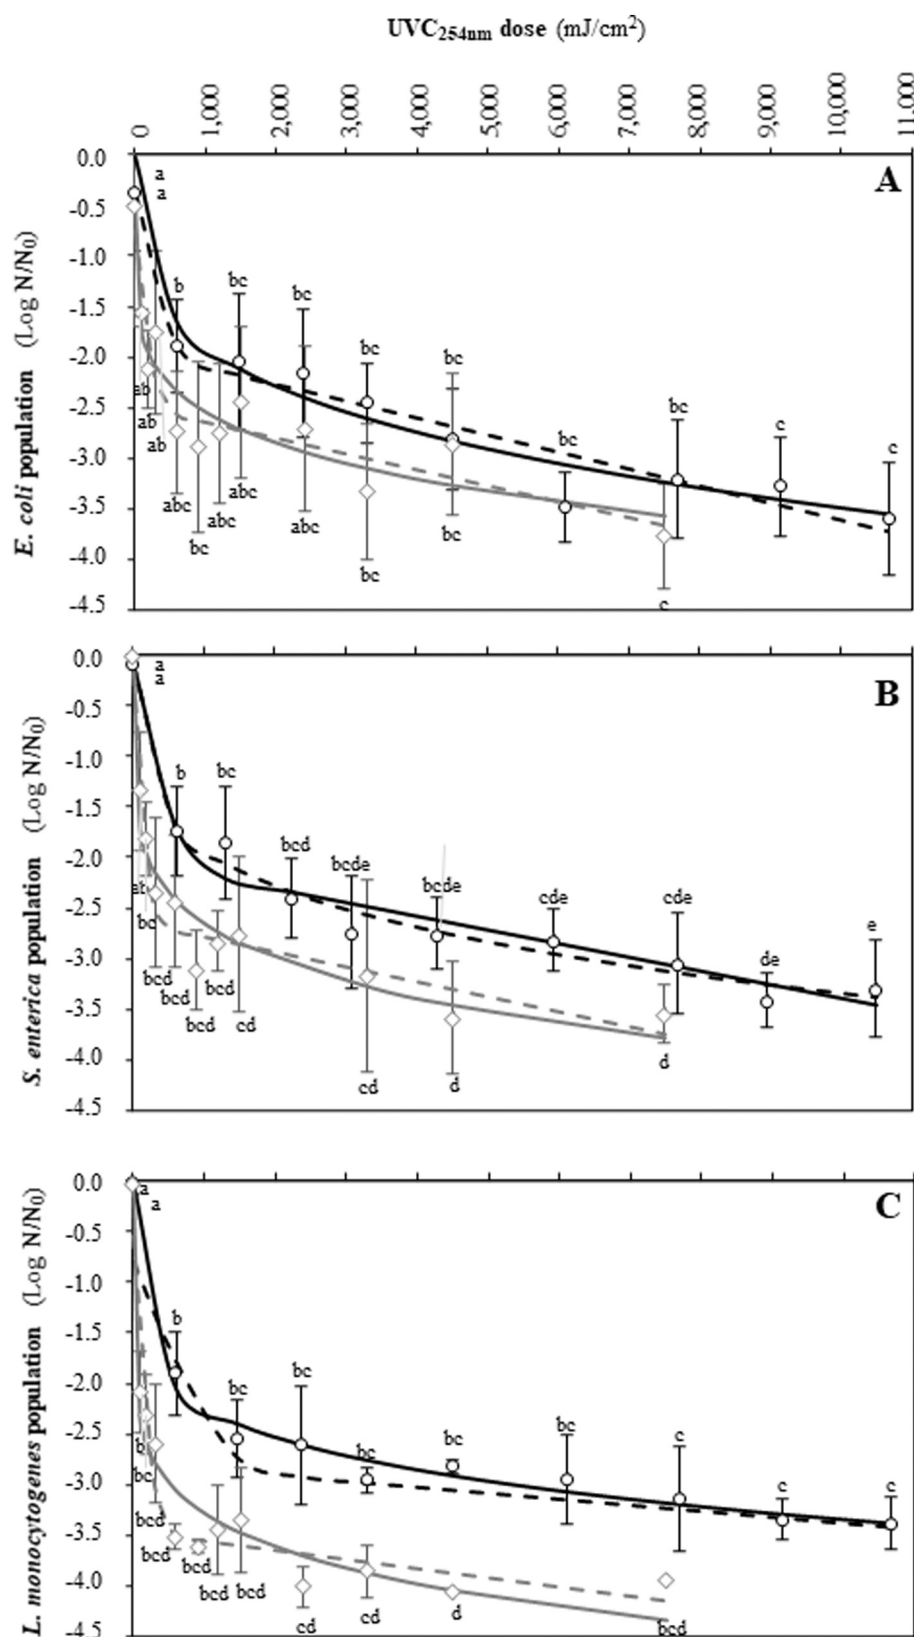 UVC254nm dose (mJ/cm2)
0 1,000 2,000 3,000 4,000 5,000 6,000 7,000 8,000 9,000 10,000 11,000
A
E. coli population (Log N/N0)
0.0
-0.5
-1.0
-1.5
-2.0
-2.5
-3.0
-3.5
-4.0
-4.5
a
a
b bc bc bc bc bc bc c c
ab
ab
ab
abc bc abc abc abc bc bc c
B
S. enterica population (Log N/N0)
0.0
-0.5
-1.0
-1.5
-2.0
-2.5
-3.0
-3.5
-4.0
-4.5
a
a
b bc bcd bcde bcde cde cde de e
ab
bc
bcd bcd bcd bcd cd cd d d
C
L. monocytogenes population (Log N/N0)
0.0
-0.5
-1.0
-1.5
-2.0
-2.5
-3.0
-3.5
-4.0
-4.5
a
a
b bc bc bc bc bc c c c
b
bc
bcd
bcd bcd bcd bcd cd cd d bcd